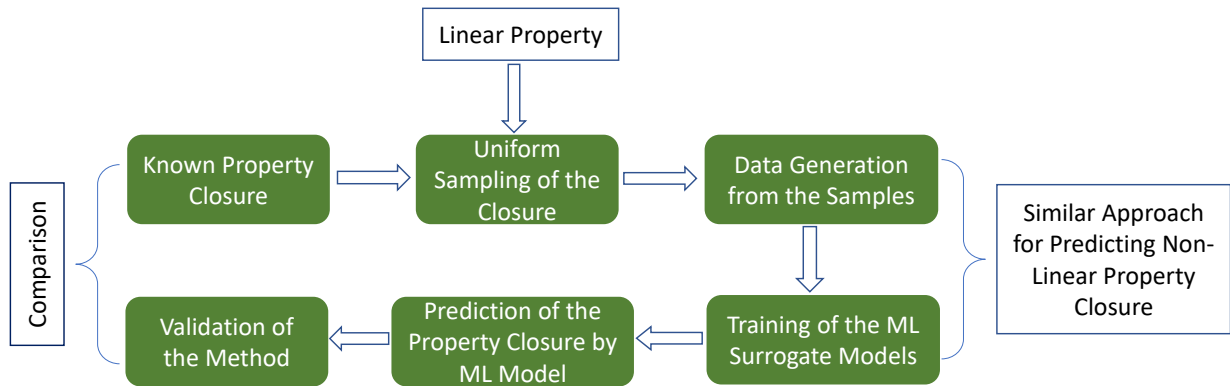 Linear Property
Known Property
Closure
Uniform
Sampling of the
Closure
Data Generation
from the Samples
Comparison
Similar Approach
for Predicting Non-
Linear Property
Closure
Validation of
the Method
Prediction of the
Property Closure by
ML Model
Training of the ML
Surrogate Models